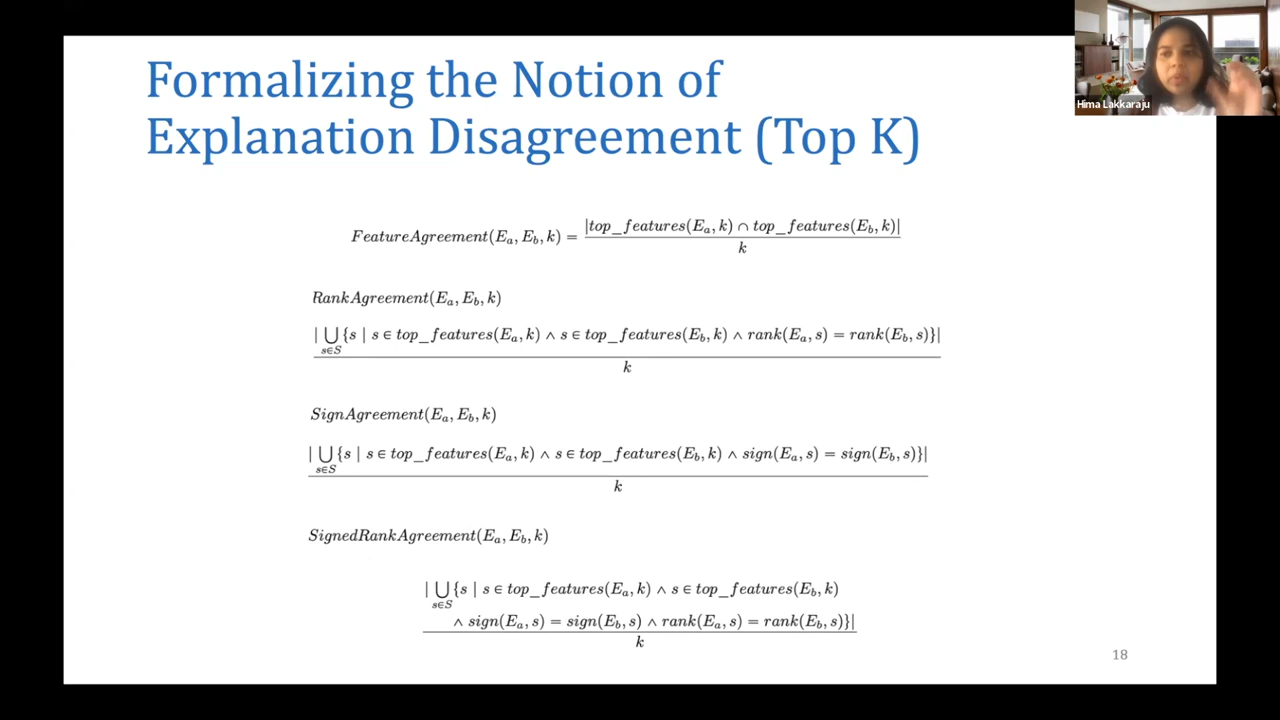 Formalizing the Notion of
Explanation Disagreement (Top K)
Hima Lakkaraju
FeatureAgreement(E_a, E_b, k) = |top_features(E_a, k) ∩ top_features(E_b, k)|
k
RankAgreement(E_a, E_b, k)
| ⋃ {s | s ∈ top_features(E_a, k) ∧ s ∈ top_features(E_b, k) ∧ rank(E_a, s) = rank(E_b, s)}|
s∈S
k
SignAgreement(E_a, E_b, k)
| ⋃ {s | s ∈ top_features(E_a, k) ∧ s ∈ top_features(E_b, k) ∧ sign(E_a, s) = sign(E_b, s)}|
s∈S
k
SignedRankAgreement(E_a, E_b, k)
| ⋃ {s | s ∈ top_features(E_a, k) ∧ s ∈ top_features(E_b, k)
s∈S
∧ sign(E_a, s) = sign(E_b, s) ∧ rank(E_a, s) = rank(E_b, s)}|
k
18